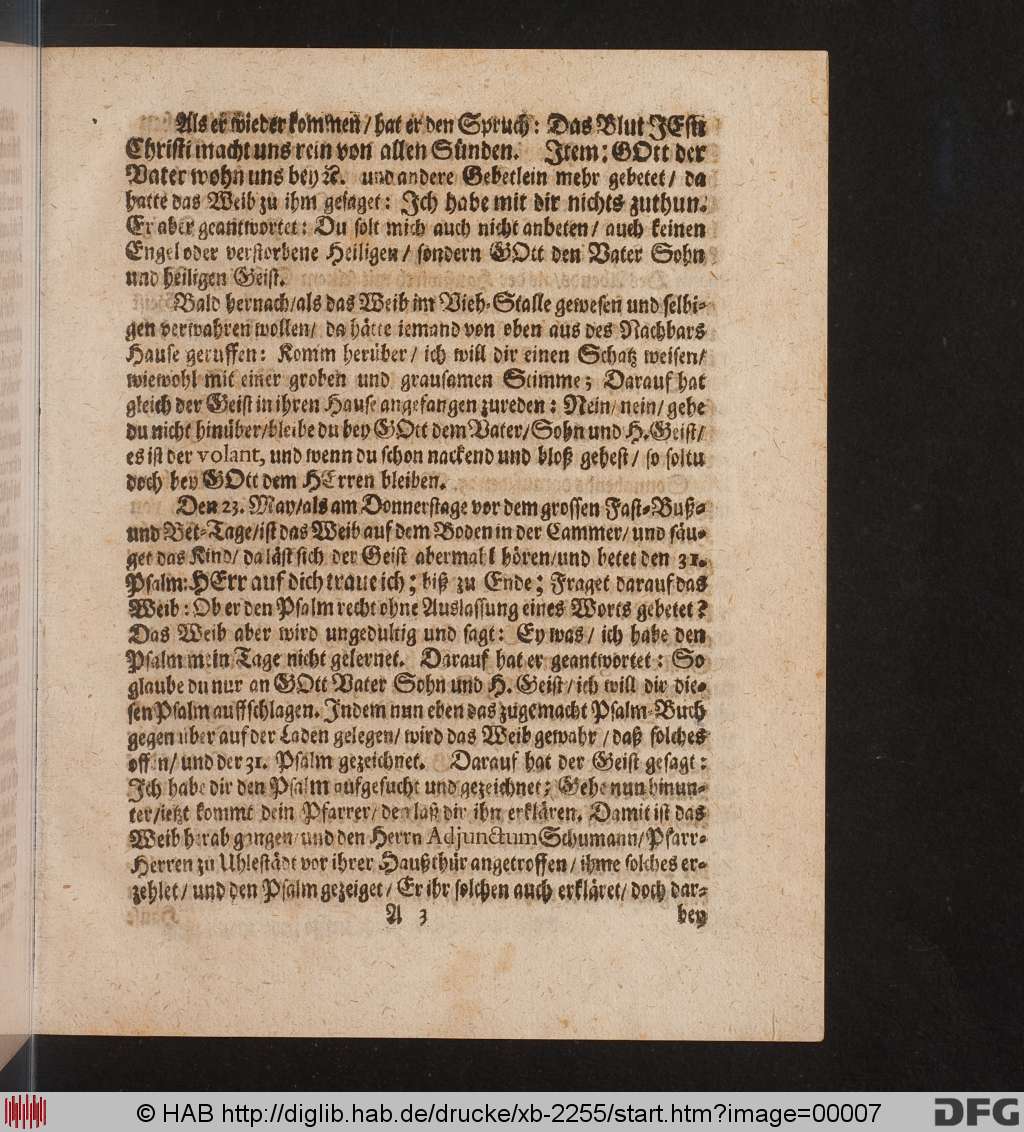 Als er wieder kommen / hat er den Spruch: Das Blut JEsu
Christi macht uns rein von allen Sünden. Item: GOtt der
Vater wohn uns bey ꝛc. und andere Gebetlein mehr gebetet / da
hatte das Weib zu ihm gesaget: Ich habe mit dir nichts zuthun.
Er aber geantwortet: Du solt mich auch nicht anbeten / auch keinen
Engel oder verstorbene Heiligen / sondern GOtt den Vater Sohn
und heiligen Geist.
Bald hernach / als das Weib im Vieh-Stalle gewesen und selbi-
gen verwahren wollen / da hätte iemand von oben aus des Nachbars
Hause geruffen: Komm herüber / ich will dir einen Schatz weisen /
wiewohl mit einer groben und grausamen Stimme; Darauf hat
gleich der Geist in ihren Hause angefangen zureden: Nein / nein / gehe
du nicht hinüber / bleibe du bey GOtt dem Vater / Sohn und H. Geist /
es ist der volant, und wenn du schon nackend und bloß gehest / so soltu
doch bey GOtt dem HErren bleiben.
Den 23. May / als am Donnerstage vor dem grossen Fast-Buß-
und Bet-Tage / ist das Weib auf dem Boden in der Cammer / und säu-
get das Kind / da läst sich der Geist abermahl hören / und betet den 31.
Psalm: HErr auf dich traue ich; biß zu Ende; Fraget darauf das
Weib: Ob er den Psalm recht ohne Auslassung eines Worts gebetet?
Das Weib aber wird ungedultig und sagt: Ey was / ich habe den
Psalm mein Tage nicht gelernet. Darauf hat er geantwortet: So
glaube du nur an GOtt Vater Sohn und H. Geist / ich will dir die-
sen Psalm auffschlagen. Indem nun eben das zugemacht Psalm-Buch
gegen über auf der Laden gelegen / wird das Weib gewahr / daß solches
offen / und der 31. Psalm gezeichnet. Darauf hat der Geist gesagt:
Ich habe dir den Psalm aufgesucht und gezeichnet; Gehe nun hinun-
ter / ietzt kommt dein Pfarrer / den laß dir ihn erklären. Damit ist das
Weib herab gangen / und den Herrn Adjunctum Schumann / Pfarr-
Herren zu Uhlestädt vor ihrer Haußthür angetroffen / ihme solches er-
zehlet / und den Psalm gezeiget / Er ihr solchen auch erkläret / doch dar-
A 3 bey
© HAB http://diglib.hab.de/drucke/xb-2255/start.htm?image=00007
DFG